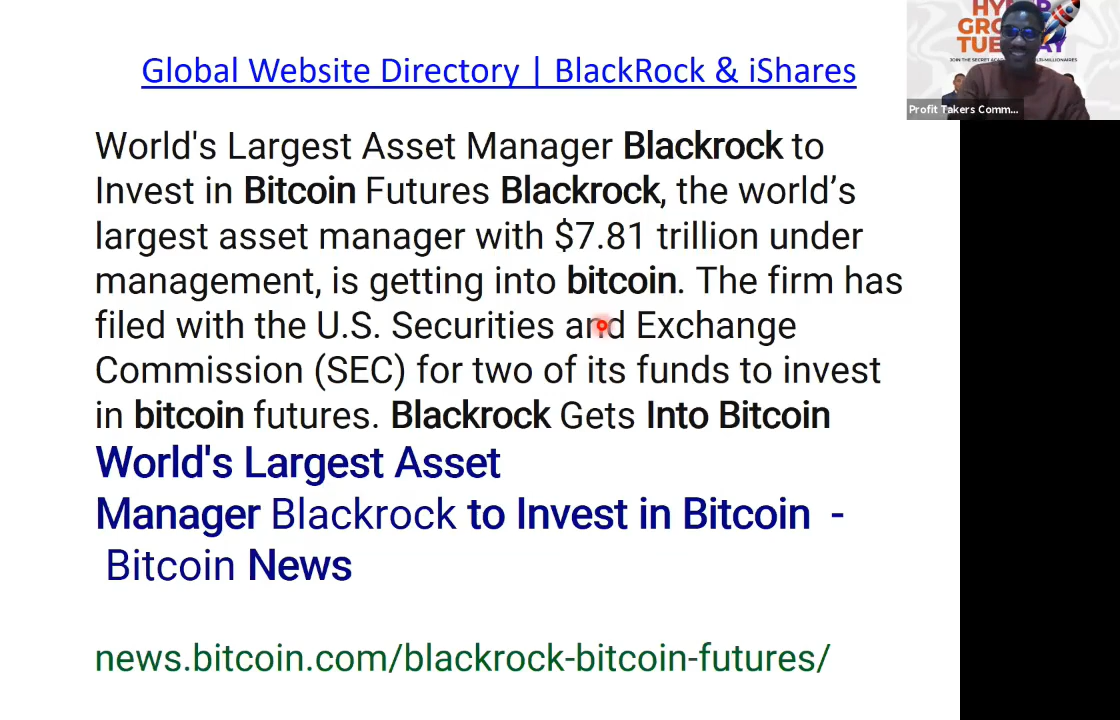 Global Website Directory | BlackRock & iShares
World's Largest Asset Manager Blackrock to
Invest in Bitcoin Futures Blackrock, the world’s
largest asset manager with $7.81 trillion under
management, is getting into bitcoin. The firm has
filed with the U.S. Securities and Exchange
Commission (SEC) for two of its funds to invest
in bitcoin futures. Blackrock Gets Into Bitcoin
World's Largest Asset
Manager Blackrock to Invest in Bitcoin -
Bitcoin News
news.bitcoin.com/blackrock-bitcoin-futures/
Profit Takers Comm...